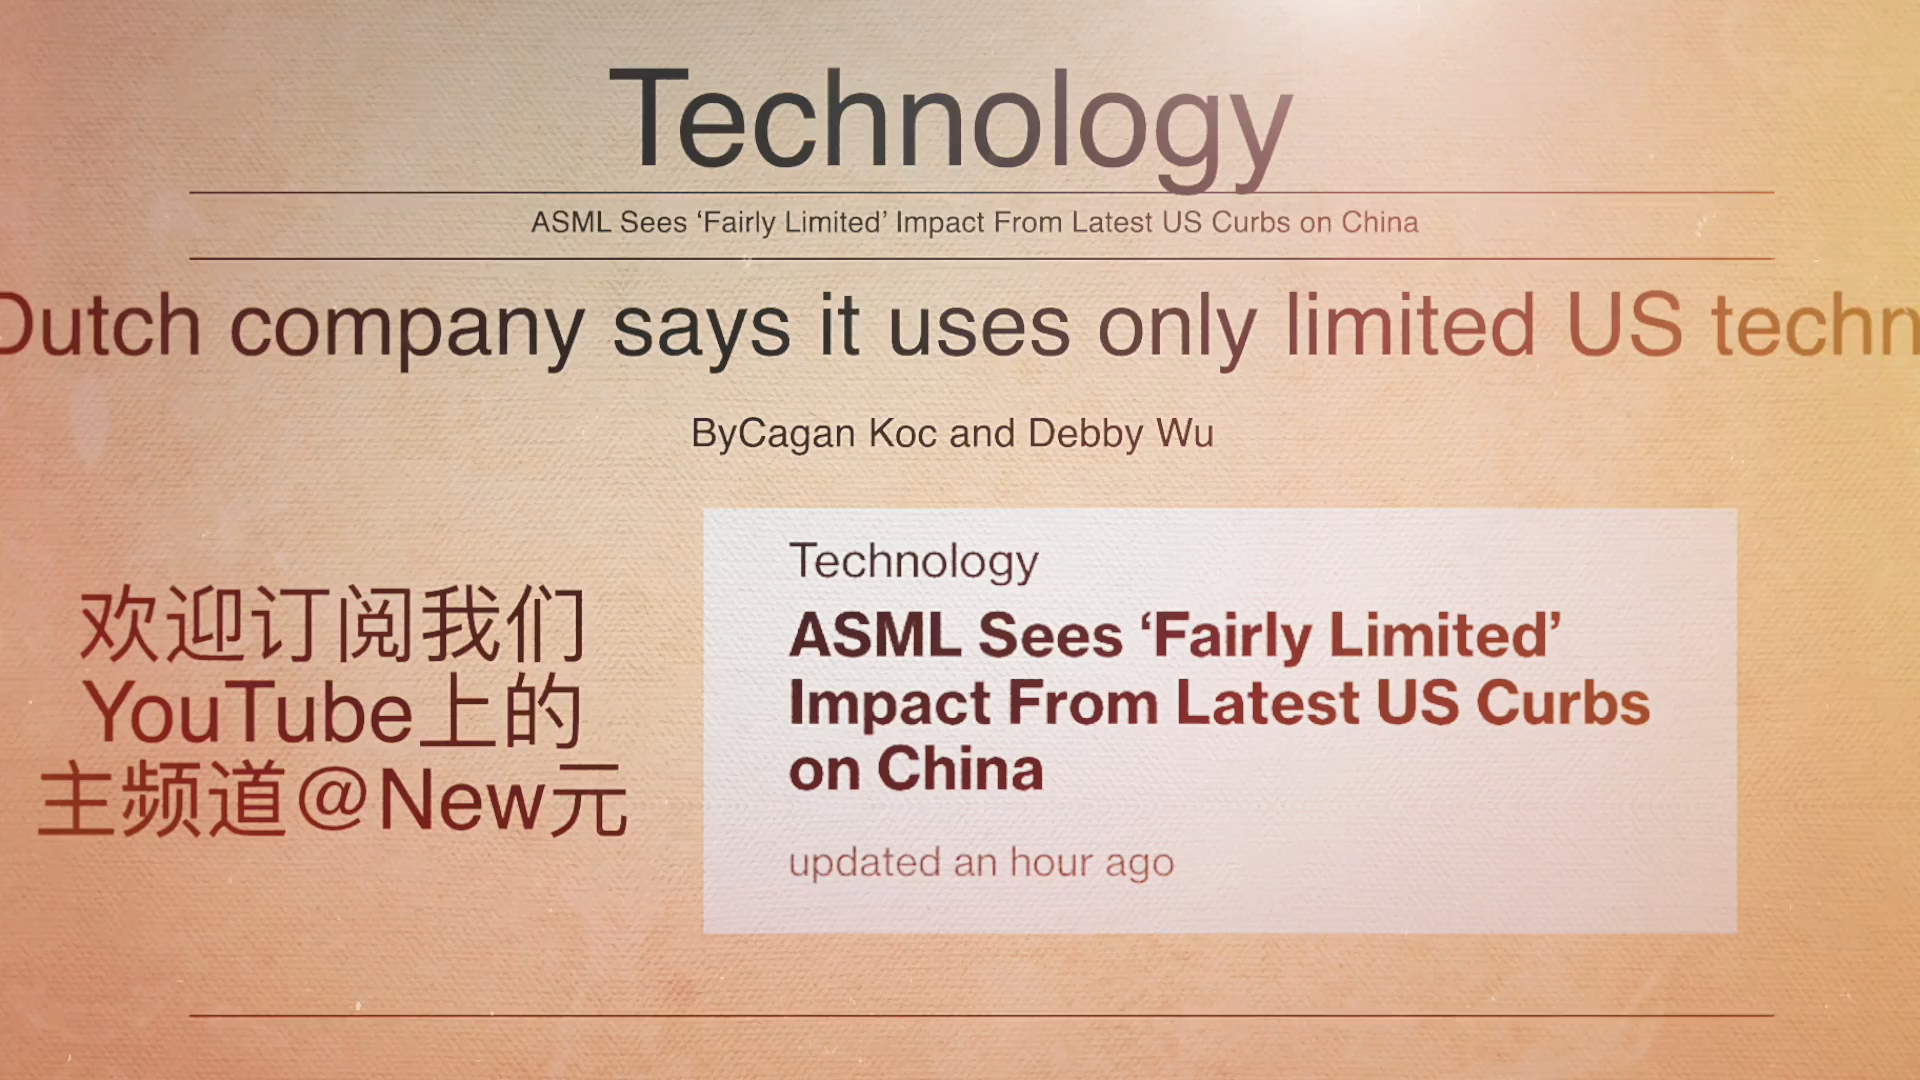 Technology
ASML Sees ‘Fairly Limited’ Impact From Latest US Curbs on China
Dutch company says it uses only limited US techn
ByCagan Koc and Debby Wu
欢迎订阅我们
YouTube上的
主频道@New元
Technology
ASML Sees ‘Fairly Limited’
Impact From Latest US Curbs
on China
updated an hour ago